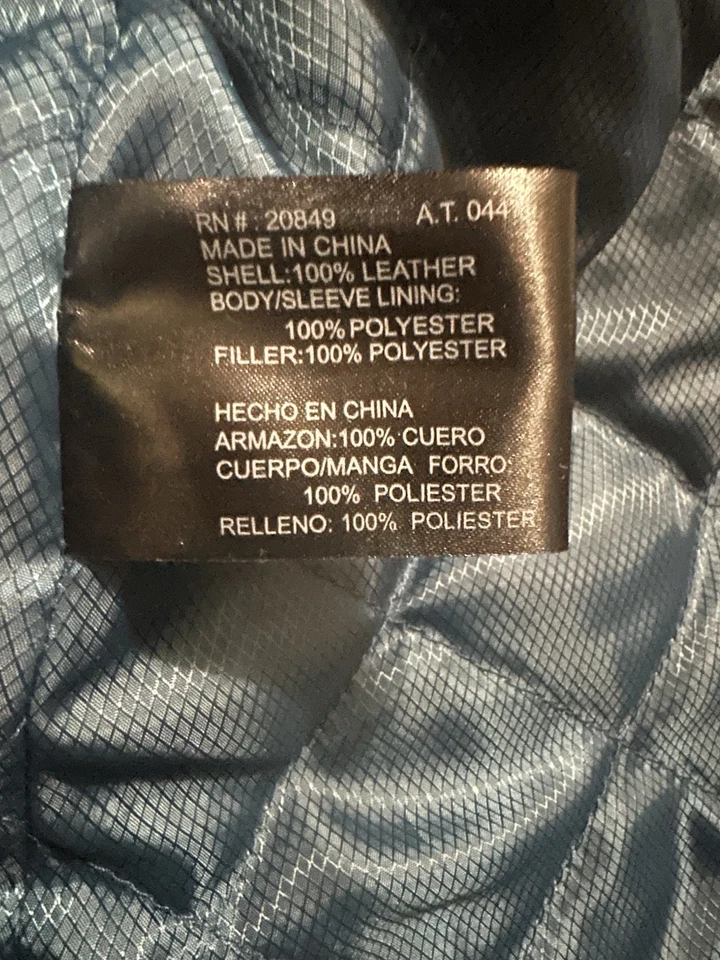 RN # : 20849 A.T. 044
MADE IN CHINA
SHELL:100% LEATHER
BODY/SLEEVE LINING:
100% POLYESTER
FILLER:100% POLYESTER
HECHO EN CHINA
ARMAZON:100% CUERO
CUERPO/MANGA FORRO
100% POLIESTER
RELLENO: 100% POLIESTER